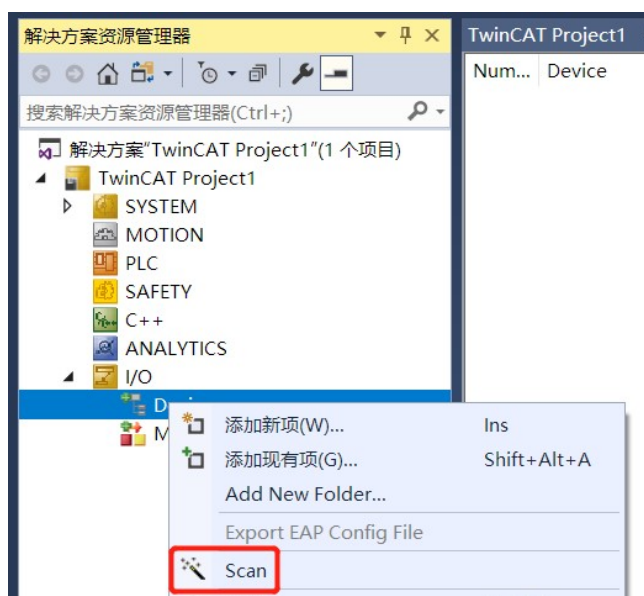 解决方案资源管理器
TwinCAT Project1
Num... Device
搜索解决方案资源管理器(Ctrl+;)
解决方案"TwinCAT Project1"(1 个项目)
TwinCAT Project1
SYSTEM
MOTION
PLC
SAFETY
C++
ANALYTICS
I/O
添加新项(W)... Ins
添加现有项(G)... Shift+Alt+A
Add New Folder...
Export EAP Config File
Scan